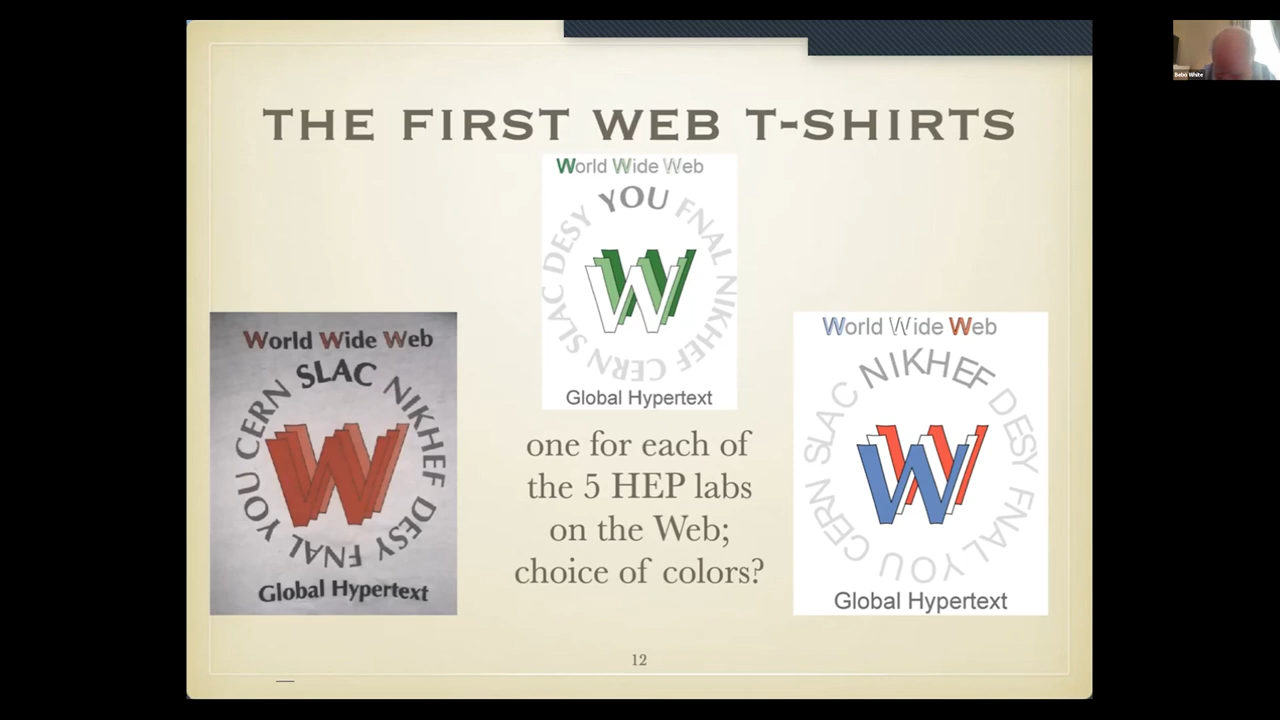 THE FIRST WEB T-SHIRTS
World Wide Web
YOU FNAL NIKHEF CERN SLAC DESY
Global Hypertext
World Wide Web
SLAC NIKHEF DESY FNAL YOU CERN
Global Hypertext
World Wide Web
NIKHEF DESY FNAL YOU CERN SLAC
Global Hypertext
W
W
W
one for each of
the 5 HEP labs
on the Web;
choice of colors?
12
Bebo White